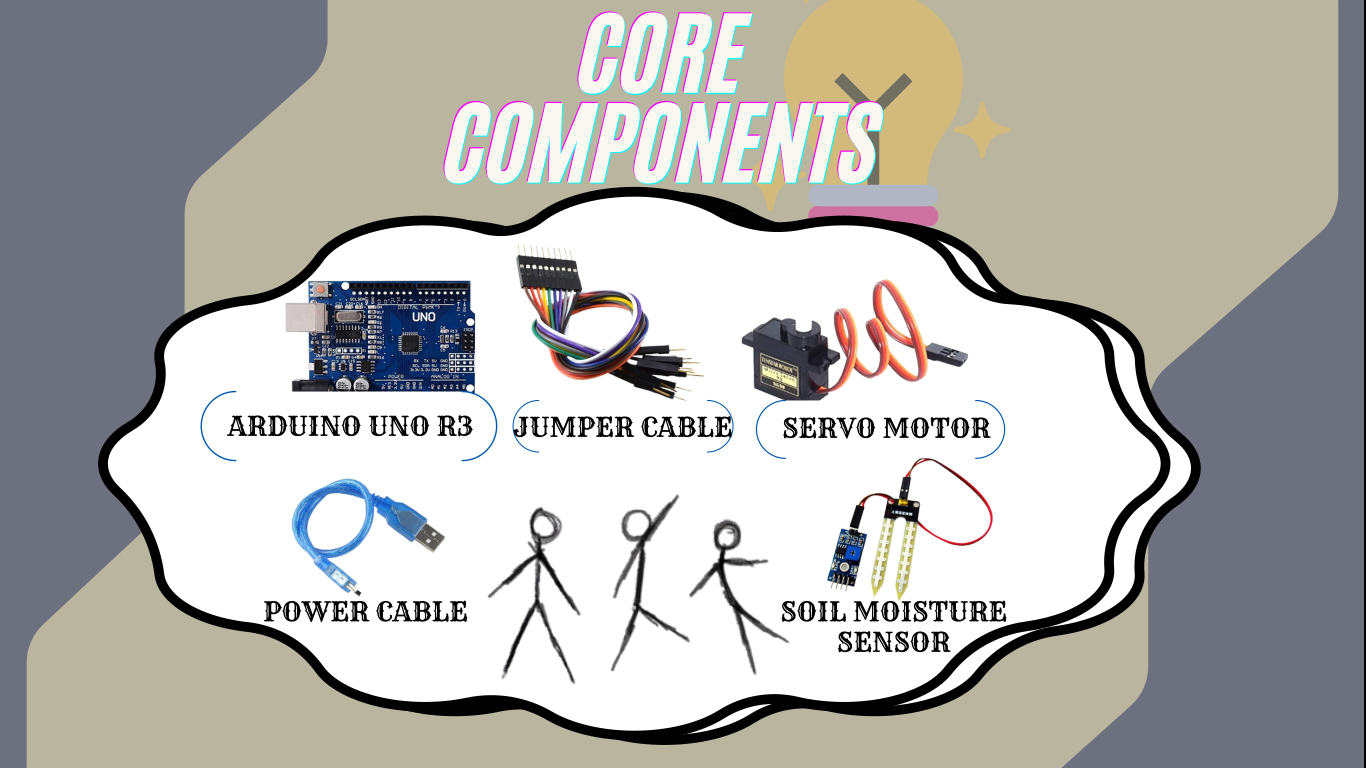 CORE
COMPONENTS
UNO
ARDUINO UNO R3
JUMPER CABLE
SERVO MOTOR
POWER CABLE
SOIL MOISTURE
SENSOR